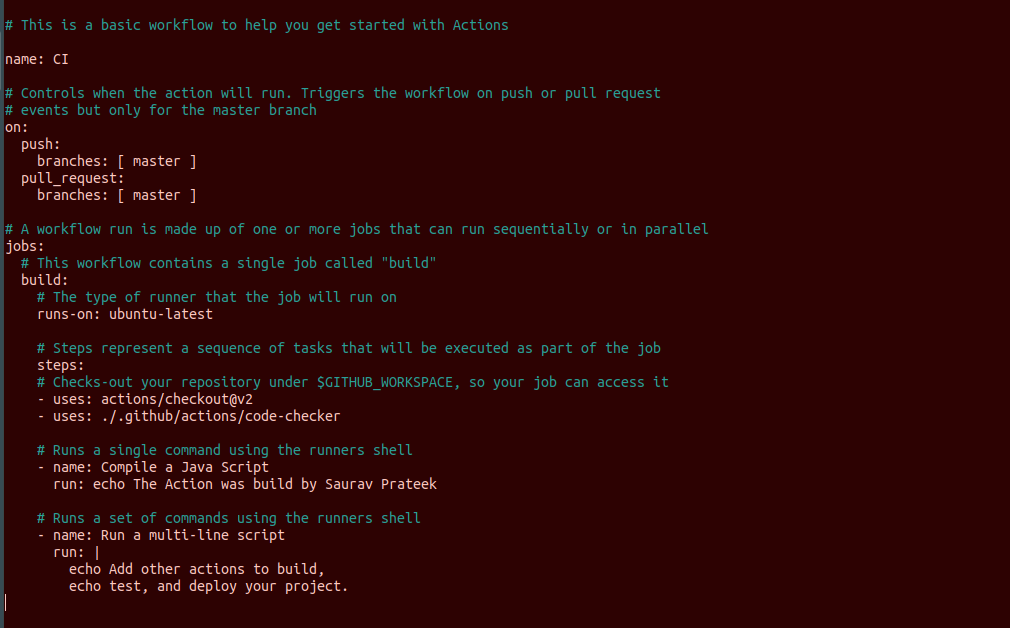 # This is a basic workflow to help you get started with Actions
name: CI
# Controls when the action will run. Triggers the workflow on push or pull request
# events but only for the master branch
on:
  push:
    branches: [ master ]
  pull_request:
    branches: [ master ]
# A workflow run is made up of one or more jobs that can run sequentially or in parallel
jobs:
  # This workflow contains a single job called "build"
  build:
    # The type of runner that the job will run on
    runs-on: ubuntu-latest
    # Steps represent a sequence of tasks that will be executed as part of the job
    steps:
    # Checks-out your repository under $GITHUB_WORKSPACE, so your job can access it
    - uses: actions/checkout@v2
    - uses: ./.github/actions/code-checker
    # Runs a single command using the runners shell
    - name: Compile a Java Script
      run: echo The Action was build by Saurav Prateek
    # Runs a set of commands using the runners shell
    - name: Run a multi-line script
      run: |
        echo Add other actions to build,
        echo test, and deploy your project.